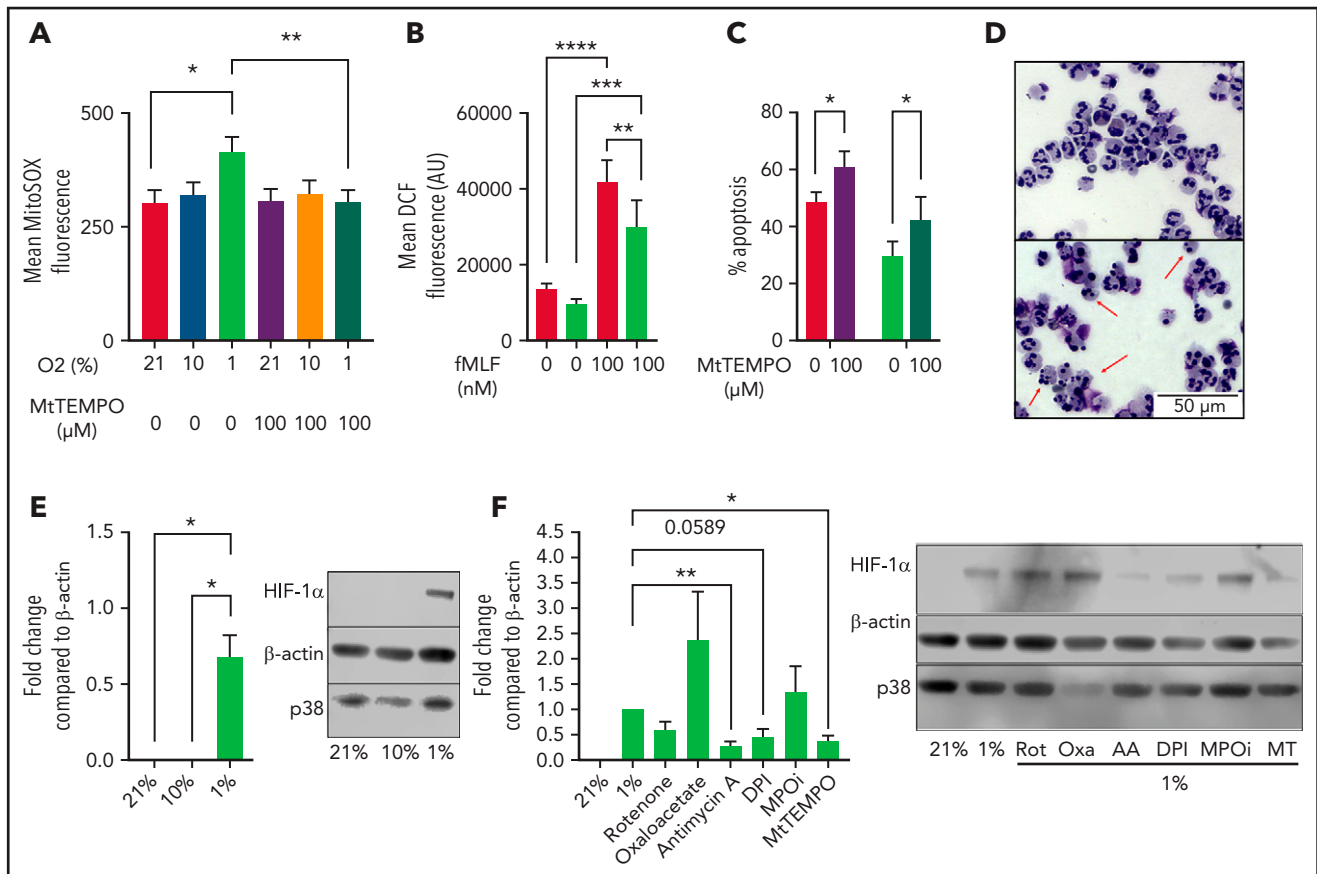 A
*
**
Mean MitoSOX
fluorescence
500
250
0
O2 (%)
21 10 1 21 10 1
MtTEMPO
(μM)
0 0 0 100 100 100
B
****
***
**
Mean DCF
fluorescence (AU)
60000
40000
20000
0
fMLF
(nM)
0 0 100 100
C
* *
% apoptosis
80
60
40
20
0
MtTEMPO
(μM)
0 100 0 100
D
50 μm
E
*
*
Fold change
compared to β-actin
1.5
1.0
0.5
0.0
21% 10% 1%
HIF-1α
β-actin
p38
21% 10% 1%
F
*
0.0589
**
Fold change
compared to β-actin
4.5
4.0
3.5
3.0
2.5
2.0
1.5
1.0
0.5
0.0
21%
1%
Rotenone
Oxaloacetate
Antimycin A
DPI
MPOi
MtTEMPO
HIF-1α
β-actin
p38
21% 1% Rot Oxa AA DPI MPOi MT
1%